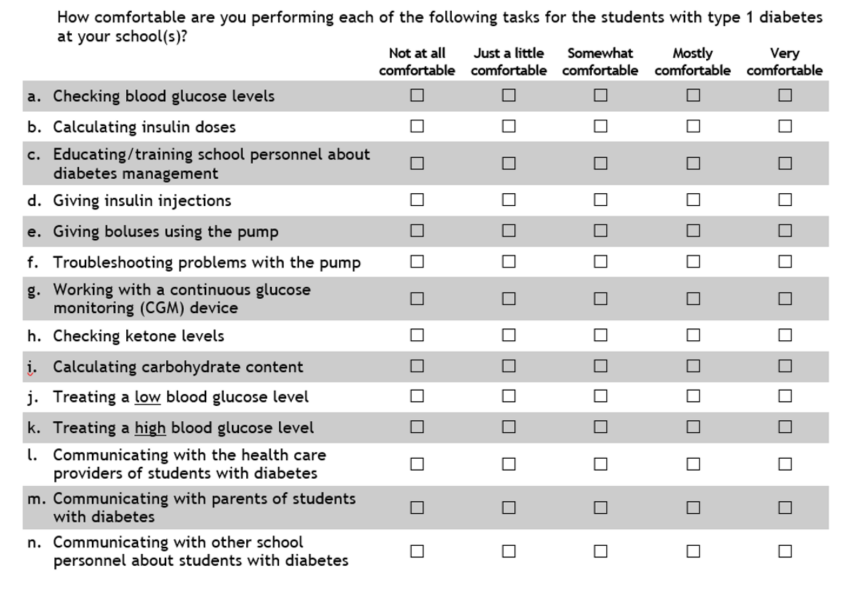 How comfortable are you performing each of the following tasks for the students with type 1 diabetes
at your school(s)?
Not at all comfortable Just a little comfortable Somewhat comfortable Mostly comfortable Very comfortable
a. Checking blood glucose levels ☐ ☐ ☐ ☐ ☐
b. Calculating insulin doses ☐ ☐ ☐ ☐ ☐
c. Educating/training school personnel about
diabetes management ☐ ☐ ☐ ☐ ☐
d. Giving insulin injections ☐ ☐ ☐ ☐ ☐
e. Giving boluses using the pump ☐ ☐ ☐ ☐ ☐
f. Troubleshooting problems with the pump ☐ ☐ ☐ ☐ ☐
g. Working with a continuous glucose
monitoring (CGM) device ☐ ☐ ☐ ☐ ☐
h. Checking ketone levels ☐ ☐ ☐ ☐ ☐
i. Calculating carbohydrate content ☐ ☐ ☐ ☐ ☐
j. Treating a low blood glucose level ☐ ☐ ☐ ☐ ☐
k. Treating a high blood glucose level ☐ ☐ ☐ ☐ ☐
l. Communicating with the health care
providers of students with diabetes ☐ ☐ ☐ ☐ ☐
m. Communicating with parents of students
with diabetes ☐ ☐ ☐ ☐ ☐
n. Communicating with other school
personnel about students with diabetes ☐ ☐ ☐ ☐ ☐